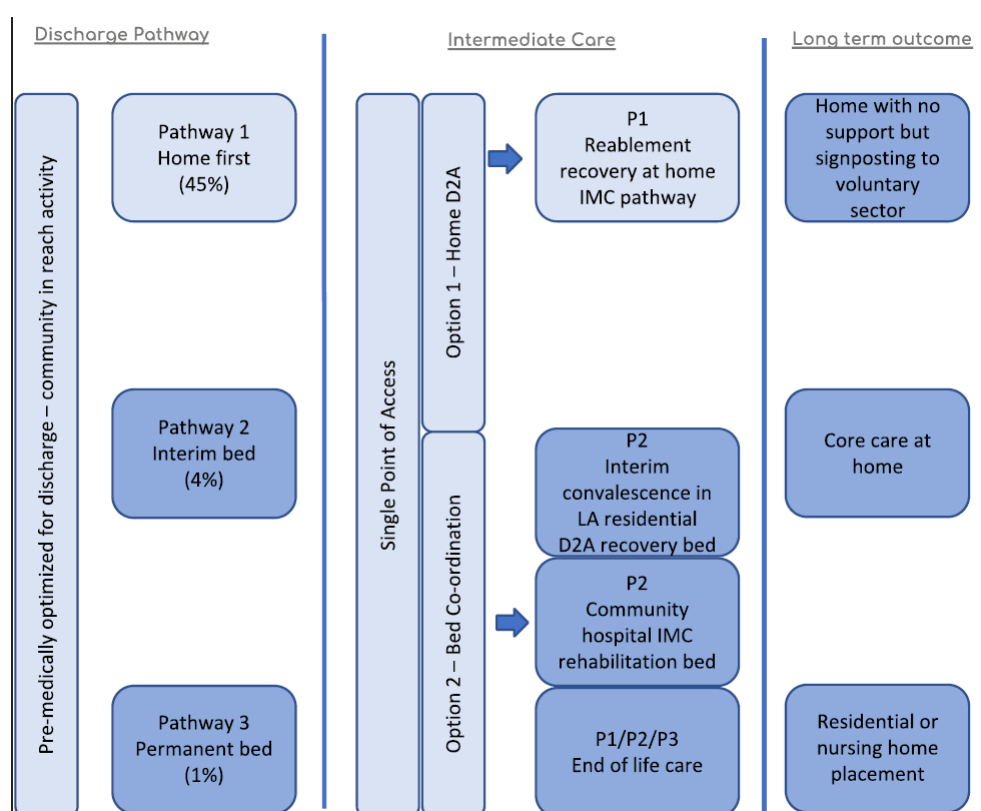 Discharge Pathway
Intermediate Care
Long term outcome
Pre-medically optimized for discharge – community in reach activity
Pathway 1
Home first
(45%)
Pathway 2
Interim bed
(4%)
Pathway 3
Permanent bed
(1%)
Single Point of Access
Option 1 – Home D2A
Option 2 – Bed Co-ordination
P1
Reablement
recovery at home
IMC pathway
P2
Interim
convalescence in
LA residential
D2A recovery bed
P2
Community
hospital IMC
rehabilitation bed
P1/P2/P3
End of life care
Home with no
support but
signposting to
voluntary
sector
Core care at
home
Residential or
nursing home
placement